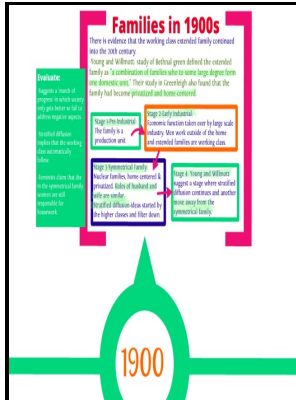 Families in 1900s
There is evidence that the working class extended family continued
into the 20th century.
Young and Willmott: study of Bethnal green defined the extended
family as "a combination of families who to some large degree form
one domestic unit." Their study in Greenleigh also found that the
family had become privatized and home centered.
Evaluate:
-Suggests a 'march of
progress' in which society
only gets better so fail to
address negative aspects.
-Stratified diffusion
implies that the working
class automatically
follow.
-Feminists claim that the
in the symmetrical family
women are still
responsible for
housework.
Stage 1-Pre-Industrial:
The family is a
production unit.
Stage 2-Early Industrial-
Economic function taken over by large scale
industry. Men work outside of the home
and extended families are working class.
Stage 3-Symmetrical Family:
Nuclear families, home centered &
privatized. Roles of husband and
wife are similar.
Stratified diffusion-ideas started by
the higher classes and filter down.
Stage 4: Young and Willmott
suggest a stage where stratified
diffusion continues and another
move away from the
symmetrical family.
1900